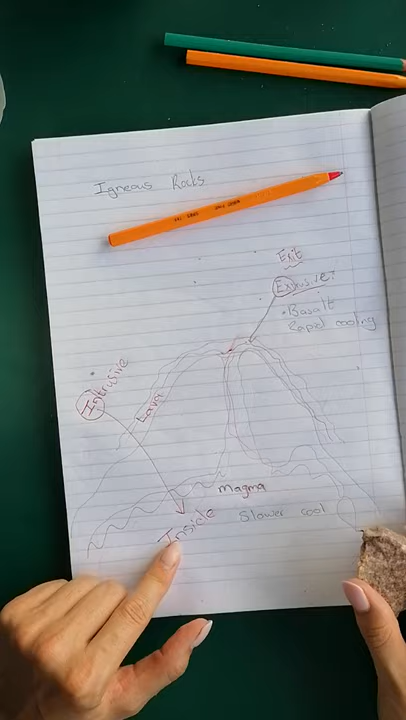 Igneous Rocks
Exit
Extrusive:
• Basalt
Rapid cooling
Intrusive
Lava
Magma
Inside
Slower cool